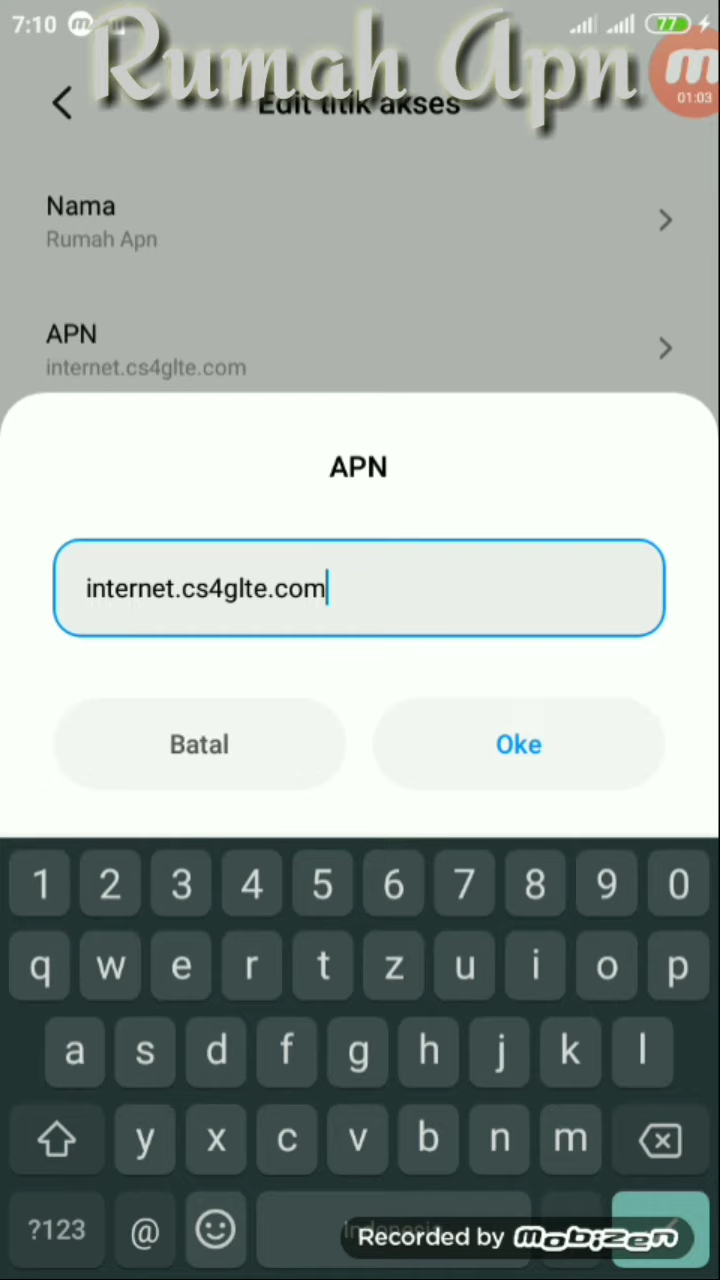 7:10
77
Rumah Apn
01:03
Edit titik akses
Nama
Rumah Apn
APN
internet.cs4glte.com
APN
internet.cs4glte.com
Batal
Oke
1 2 3 4 5 6 7 8 9 0
q w e r t z u i o p
a s d f g h j k l
y x c v b n m
?123 @
Recorded by mobizen